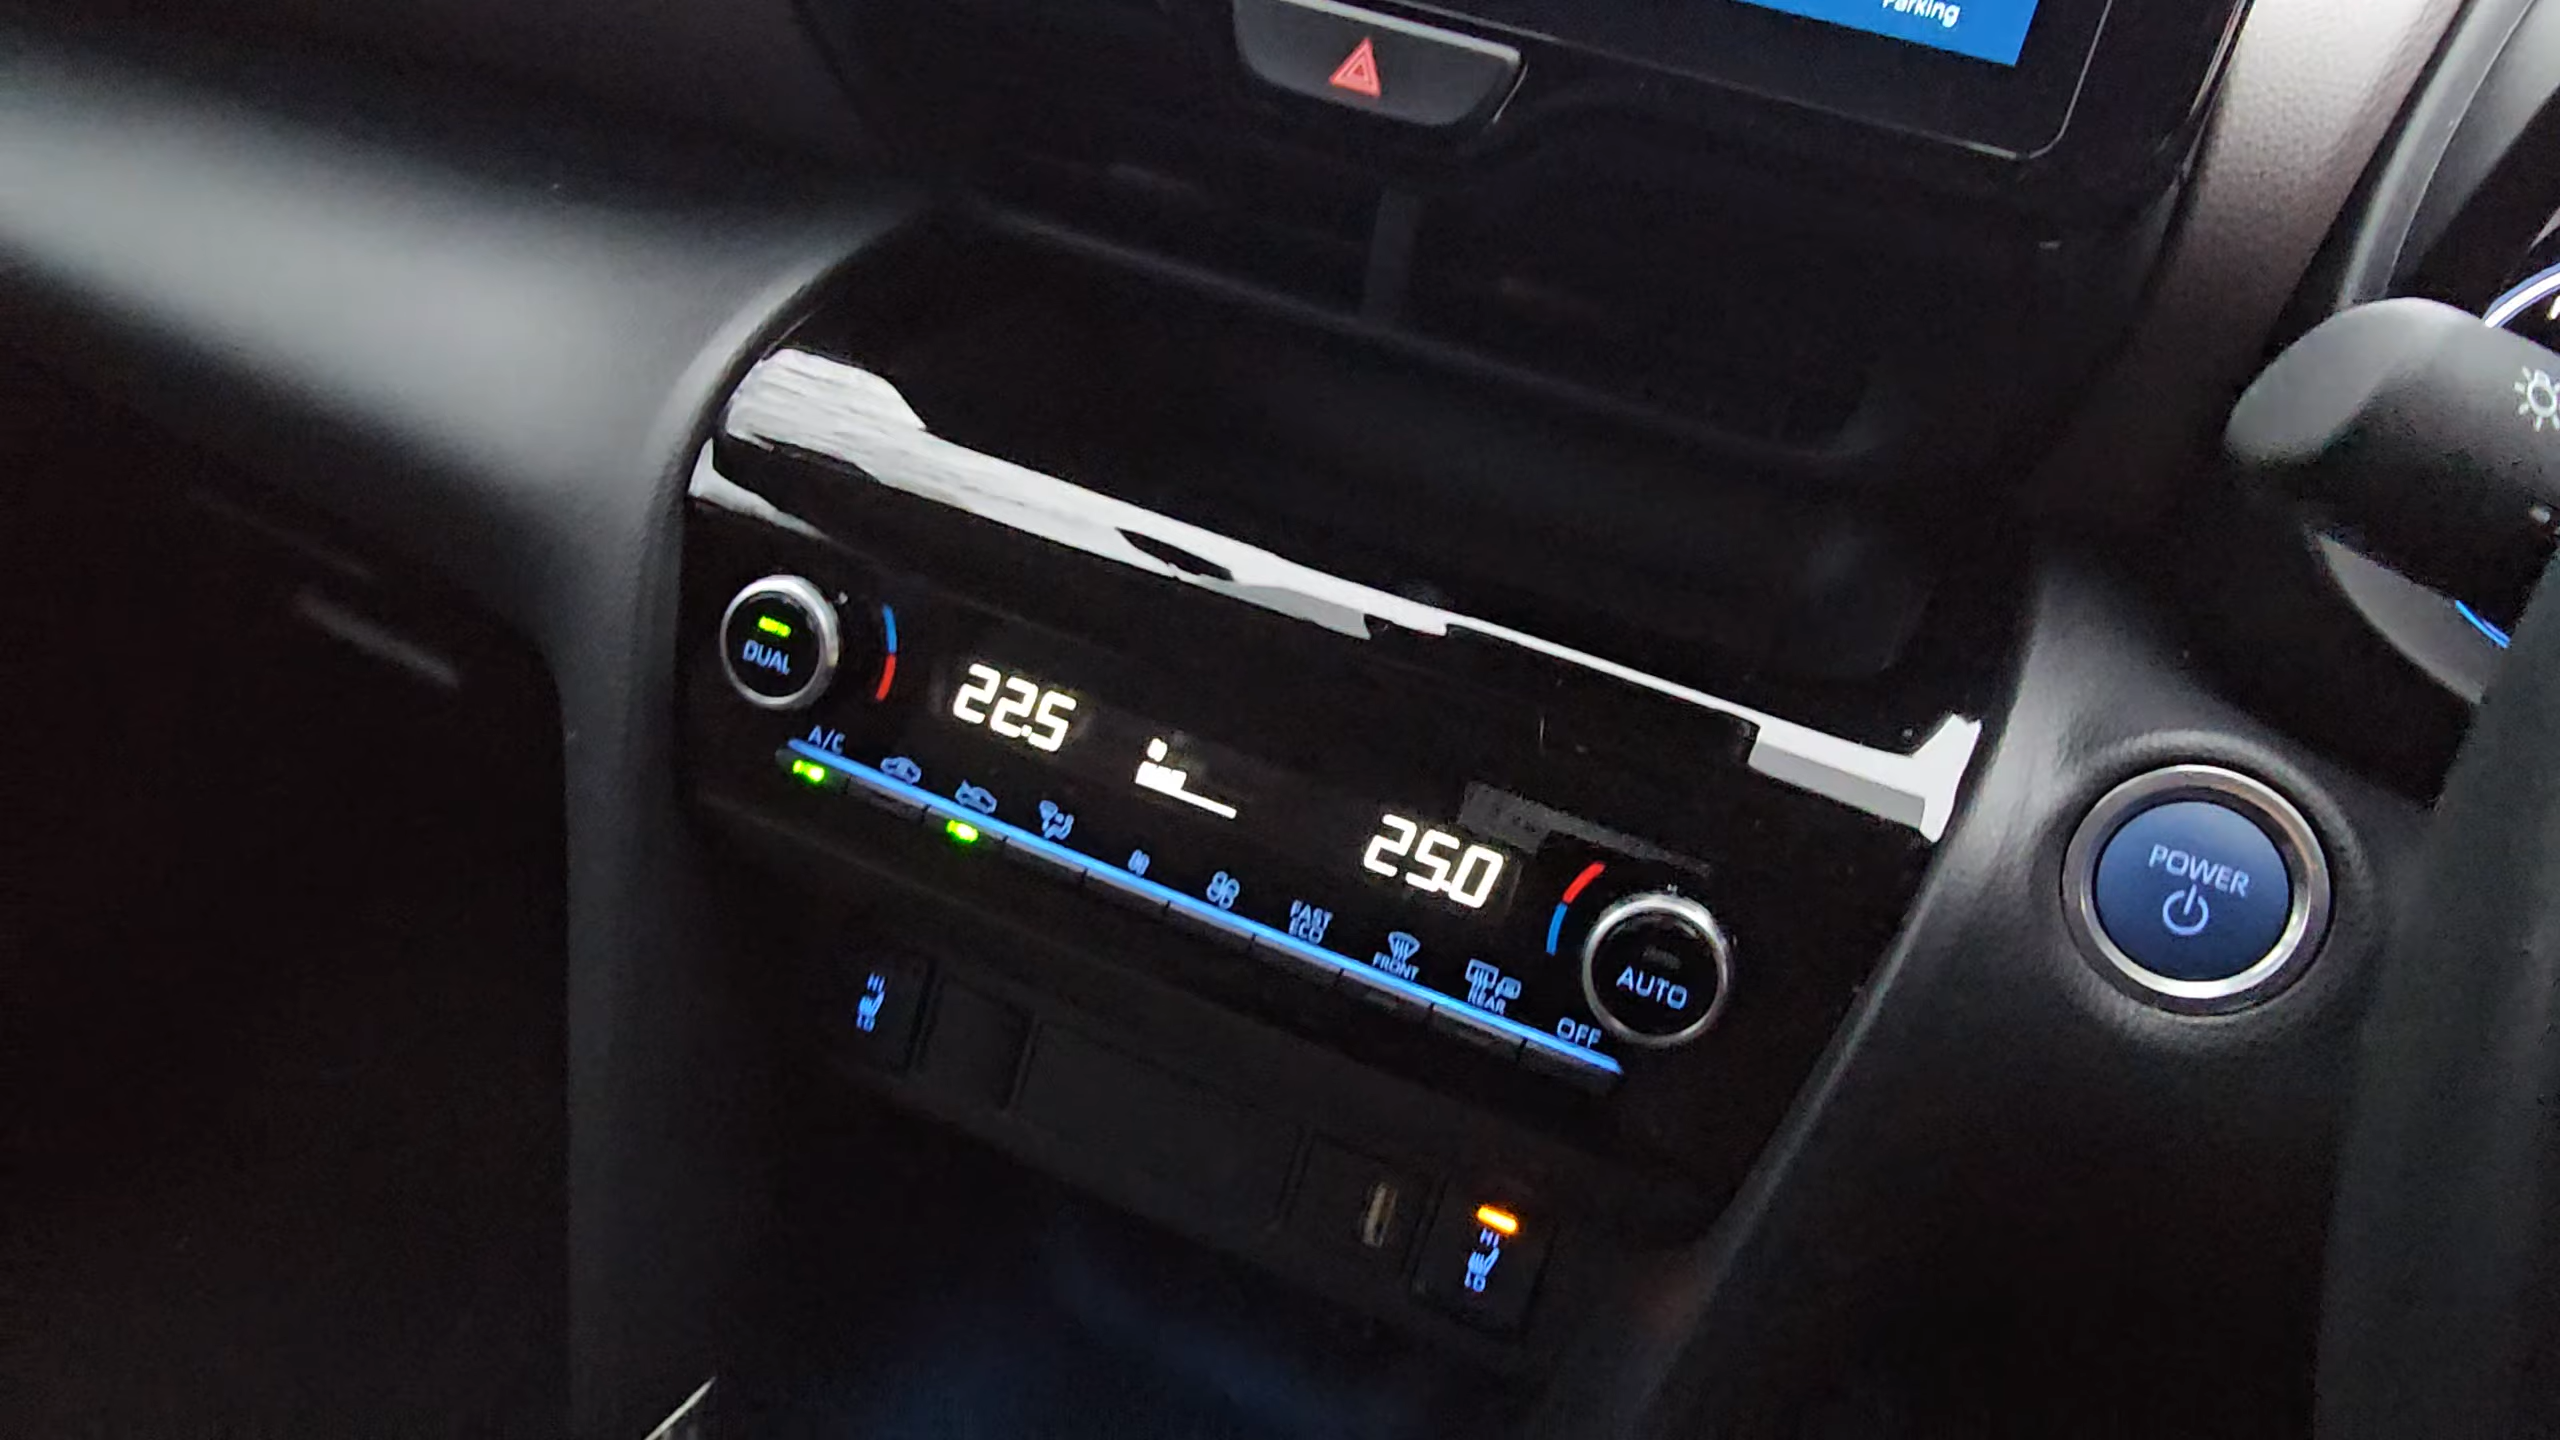 Parking
DUAL
22.5
A/C
25.0
FAST
ECO
FRONT
REAR
OFF
AUTO
POWER
HI
LO
HI
LO